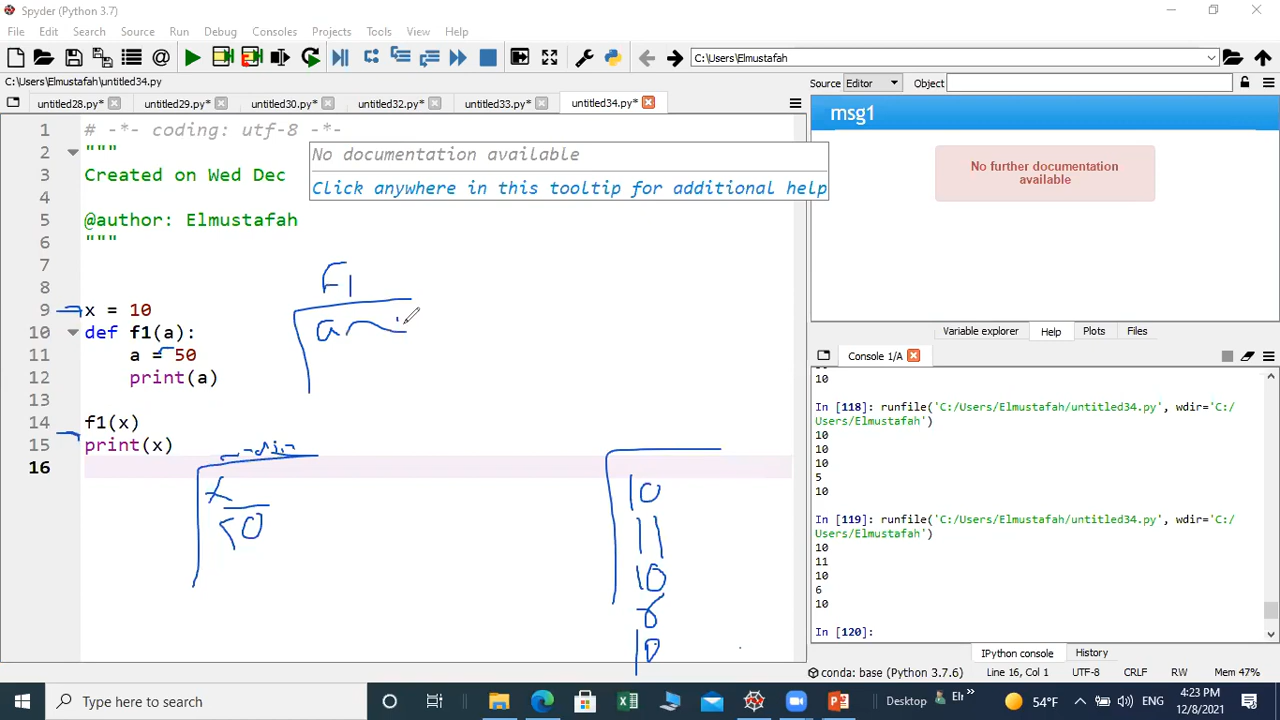 Spyder (Python 3.7)
File Edit Search Source Run Debug Consoles Projects Tools View Help
C:\Users\Elmustafah
C:\Users\Elmustafah\untitled34.py*
Source Editor Object
untitled28.py* untitled29.py* untitled30.py* untitled32.py* untitled33.py* untitled34.py*
1 # -*- coding: utf-8 -*-
2 """
3 Created on Wed Dec
4
5 @author: Elmustafah
6 """
7
8
9 x = 10
10 def f1(a):
11 a = 50
12 print(a)
13
14 f1(x)
15 print(x)
16
No documentation available
Click anywhere in this tooltip for additional help
F1
a
x
10
11
10
6
10
msg1
No further documentation
available
Variable explorer Help Plots Files
Console 1/A
10
In [118]: runfile('C:/Users/Elmustafah/untitled34.py', wdir='C:/
Users/Elmustafah')
10
10
10
5
10
In [119]: runfile('C:/Users/Elmustafah/untitled34.py', wdir='C:/
Users/Elmustafah')
10
11
10
6
10
In [120]:
IPython console History
conda: base (Python 3.7.6) Line 16, Col 1 UTF-8 CRLF RW Mem 47%
Type here to search
Desktop
54°F
ENG
4:23 PM
12/8/2021